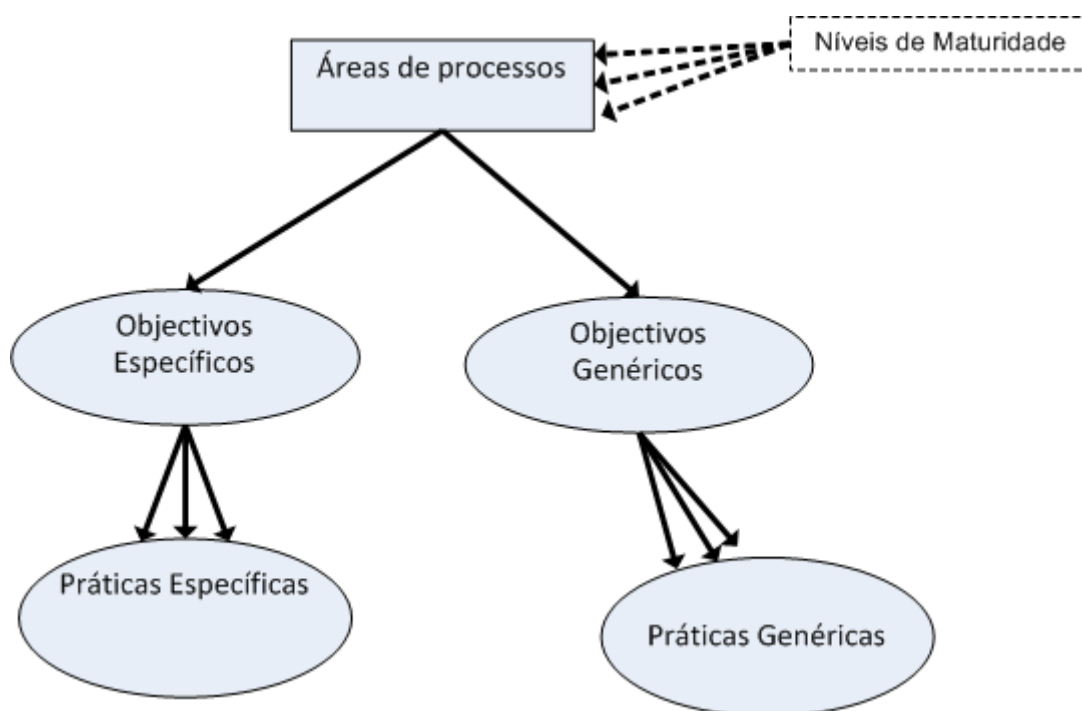 Níveis de Maturidade
Áreas de processos
Objectivos
Específicos
Objectivos
Genéricos
Práticas Específicas
Práticas Genéricas